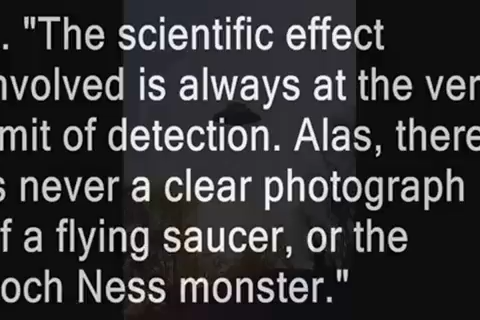 . "The scientific effect
nvolved is always at the ver
mit of detection. Alas, there
s never a clear photograph
f a flying saucer, or the
och Ness monster."